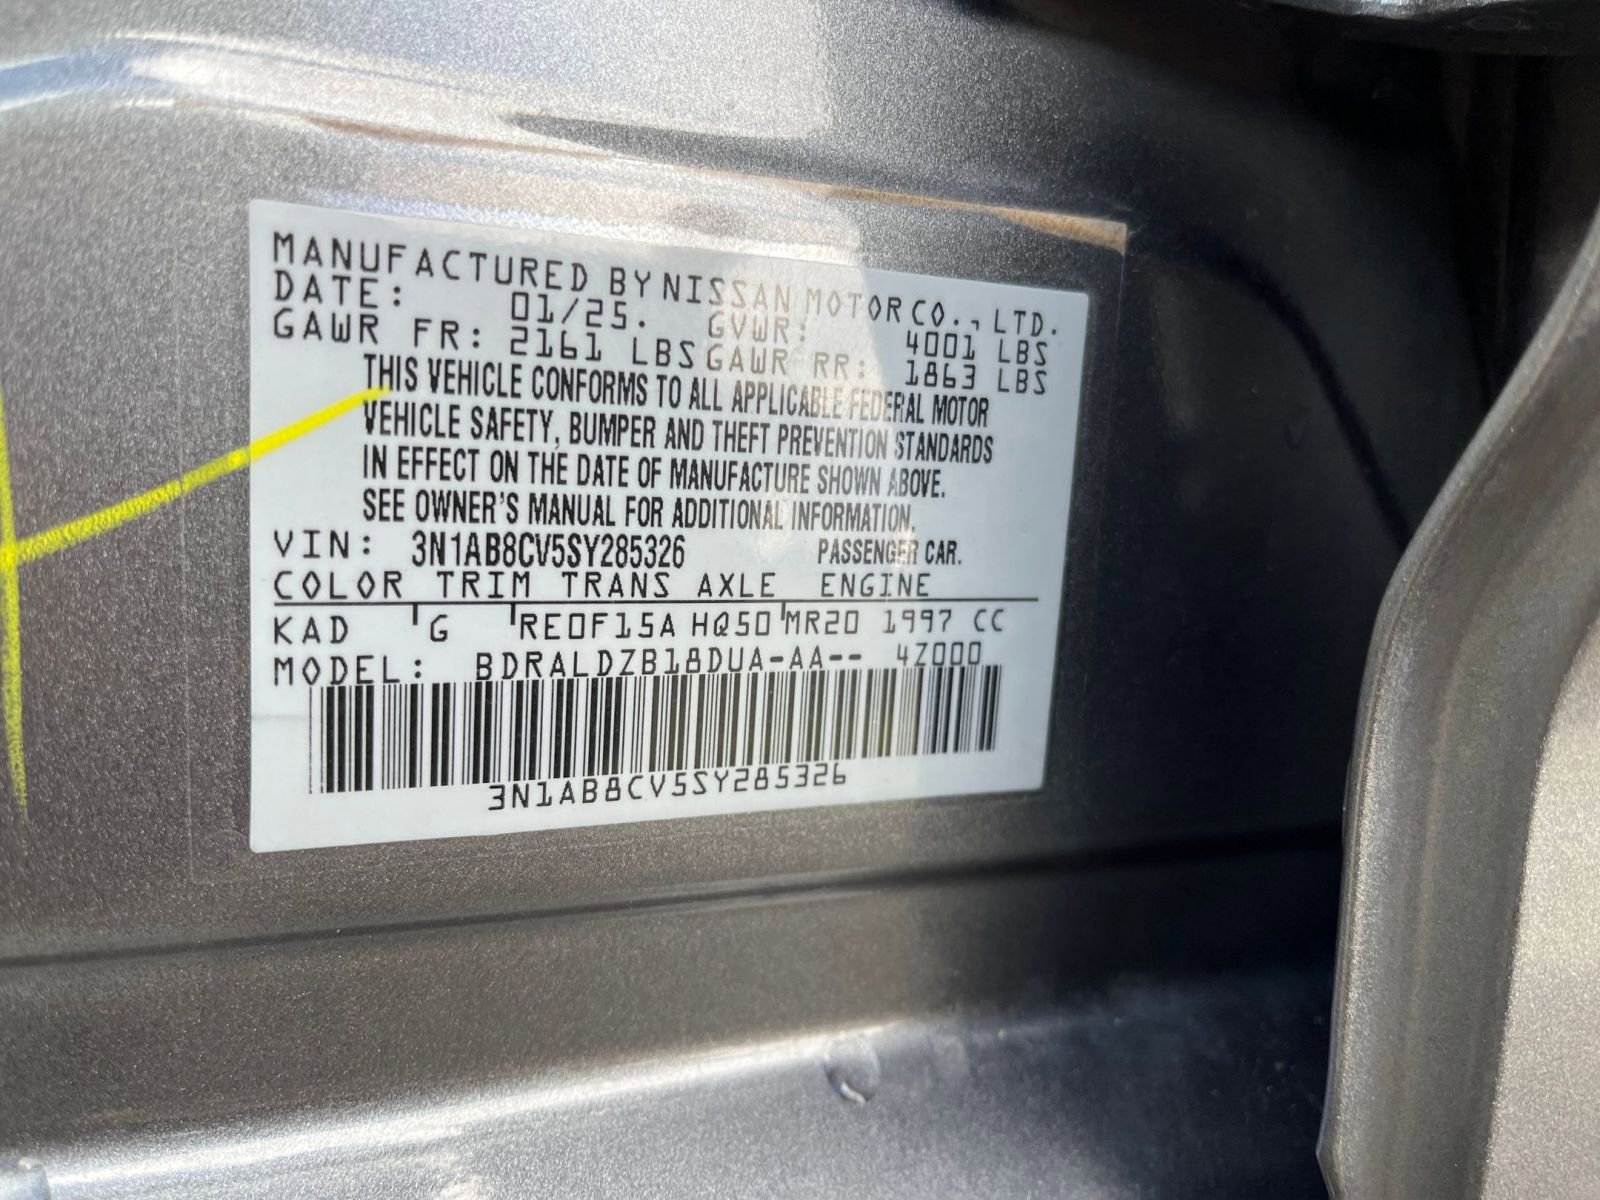 MANUFACTURED BY NISSAN MOTOR CO., LTD.
DATE: 01/25. GVWR: 4001 LBS
GAWR FR: 2161 LBS GAWR RR: 1863 LBS
THIS VEHICLE CONFORMS TO ALL APPLICABLE FEDERAL MOTOR
VEHICLE SAFETY, BUMPER AND THEFT PREVENTION STANDARDS
IN EFFECT ON THE DATE OF MANUFACTURE SHOWN ABOVE.
SEE OWNER'S MANUAL FOR ADDITIONAL INFORMATION.
VIN: 3N1AB8CV5SY285326 PASSENGER CAR.
COLOR TRIM TRANS AXLE ENGINE
KAD G RE0F15A HQ50 MR20 1997 CC
MODEL: BDRALDZB18DUA-AA-- 4Z000
3N1AB8CV5SY285326